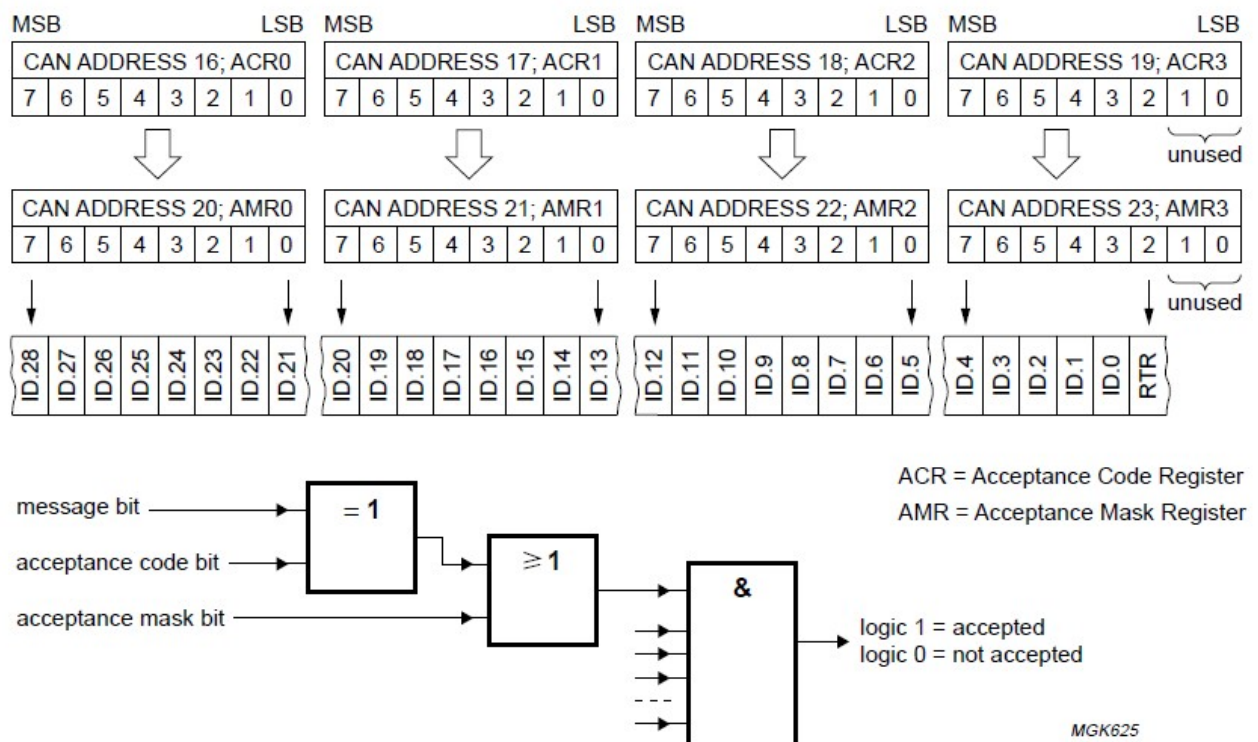 MSB LSB MSB LSB MSB LSB MSB LSB
CAN ADDRESS 16; ACR0 CAN ADDRESS 17; ACR1 CAN ADDRESS 18; ACR2 CAN ADDRESS 19; ACR3
7 6 5 4 3 2 1 0 7 6 5 4 3 2 1 0 7 6 5 4 3 2 1 0 7 6 5 4 3 2 1 0
unused
CAN ADDRESS 20; AMR0 CAN ADDRESS 21; AMR1 CAN ADDRESS 22; AMR2 CAN ADDRESS 23; AMR3
7 6 5 4 3 2 1 0 7 6 5 4 3 2 1 0 7 6 5 4 3 2 1 0 7 6 5 4 3 2 1 0
unused
ID.28 ID.27 ID.26 ID.25 ID.24 ID.23 ID.22 ID.21 ID.20 ID.19 ID.18 ID.17 ID.16 ID.15 ID.14 ID.13 ID.12 ID.11 ID.10 ID.9 ID.8 ID.7 ID.6 ID.5 ID.4 ID.3 ID.2 ID.1 ID.0 RTR
ACR = Acceptance Code Register
AMR = Acceptance Mask Register
message bit
= 1
acceptance code bit
≥ 1
acceptance mask bit
&
logic 1 = accepted
logic 0 = not accepted
MGK625